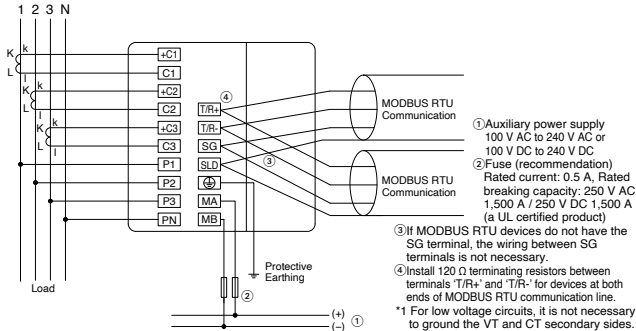 1 2 3 N
K k
L l
K k
L l
K k
L l
+C1
C1
+C2
C2
+C3
C3
P1
P2
P3
PN
T/R+
T/R-
SG
SLD
MA
MB
④
③
MODBUS RTU
Communication
MODBUS RTU
Communication
Protective
Earthing
②
Load
(+)
(−)
①
①Auxiliary power supply
100 V AC to 240 V AC or
100 V DC to 240 V DC
②Fuse (recommendation)
Rated current: 0.5 A, Rated
breaking capacity: 250 V AC
1,500 A / 250 V DC 1,500 A
(a UL certified product)
③If MODBUS RTU devices do not have the
SG terminal, the wiring between SG
terminals is not necessary.
④Install 120 Ω terminating resistors between
terminals ‘T/R+’ and ‘T/R-’ for devices at both
ends of MODBUS RTU communication line.
*1 For low voltage circuits, it is not necessary
to ground the VT and CT secondary sides.